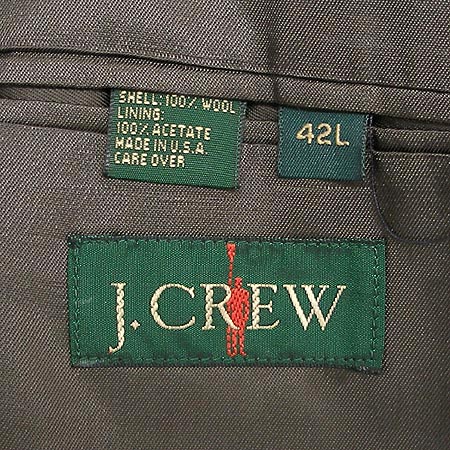 SHELL: 100% WOOL
LINING:
100% ACETATE
MADE IN U.S.A.
CARE OVER
42L
J.CREW